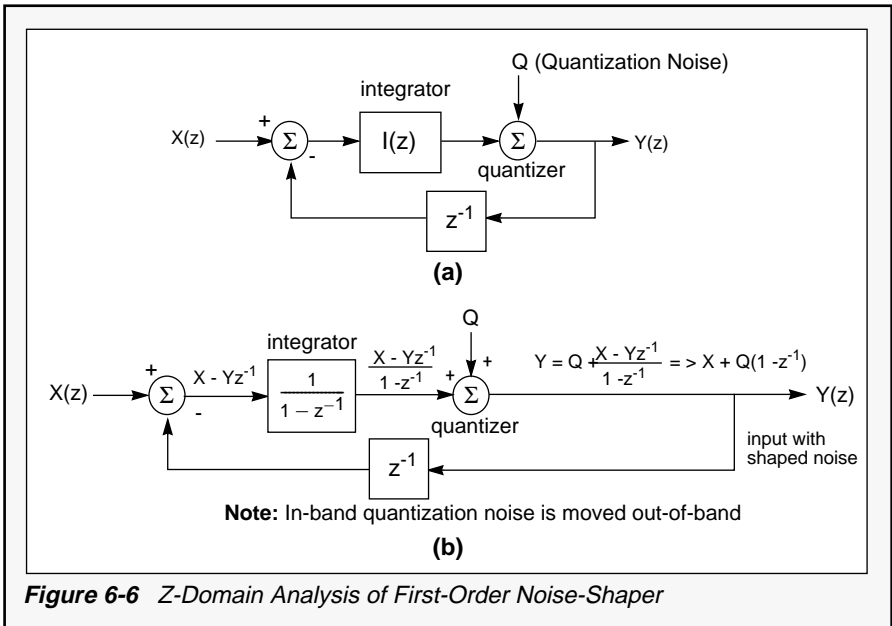 Q (Quantization Noise)
integrator
X(z)
+
Σ
-
I(z)
Σ
Y(z)
quantizer
z⁻¹
(a)
Q
integrator
X(z)
+
Σ
-
X - Yz⁻¹
1
1 − z⁻¹
X - Yz⁻¹
1 -z⁻¹
+
+
Σ
quantizer
Y = Q + X - Yz⁻¹ / 1 -z⁻¹ = > X + Q(1 -z⁻¹)
Y(z)
input with
shaped noise
z⁻¹
Note: In-band quantization noise is moved out-of-band
(b)
Figure 6-6 Z-Domain Analysis of First-Order Noise-Shaper